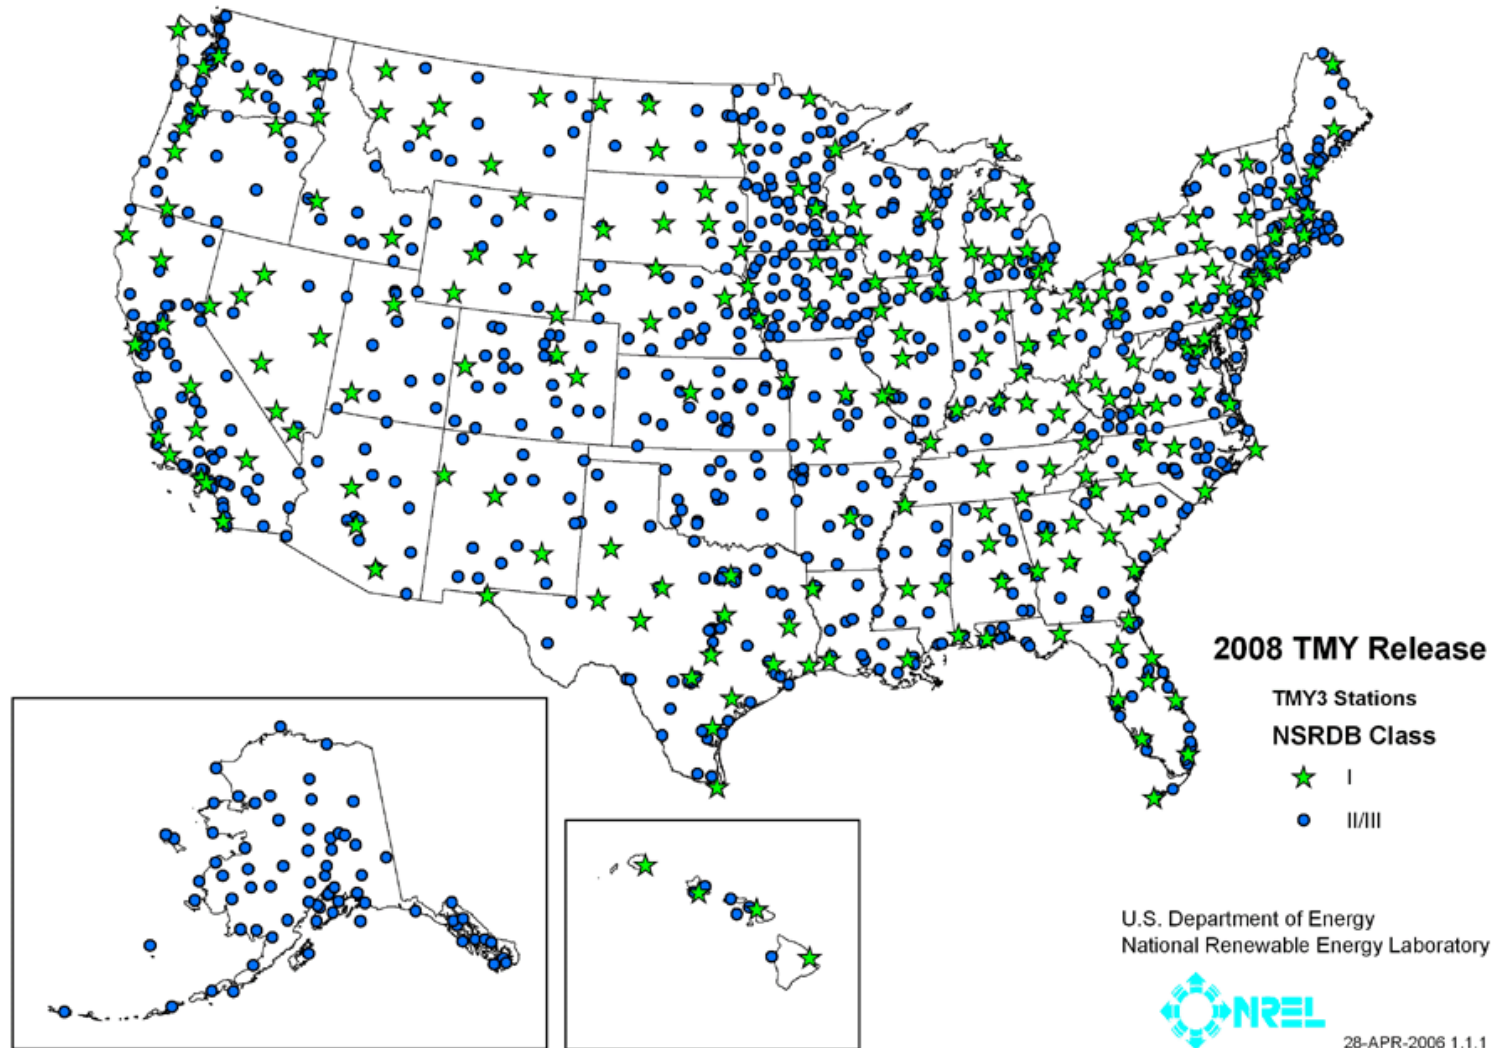 2008 TMY Release
TMY3 Stations
NSRDB Class
I
II/III
U.S. Department of Energy
National Renewable Energy Laboratory
NREL
28-APR-2006 1.1.1